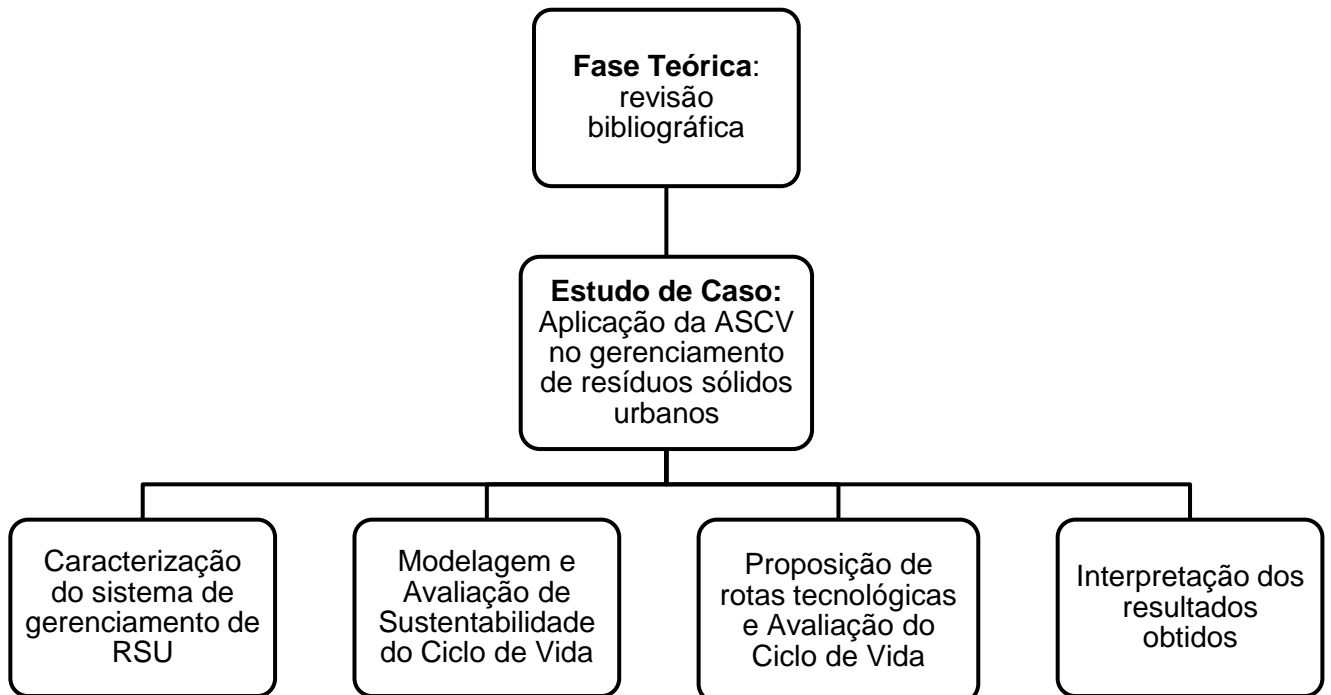 Fase Teórica:
revisão
bibliográfica
Estudo de Caso:
Aplicação da ASCV
no gerenciamento
de resíduos sólidos
urbanos
Caracterização
do sistema de
gerenciamento de
RSU
Modelagem e
Avaliação de
Sustentabilidade
do Ciclo de Vida
Proposição de
rotas tecnológicas
e Avaliação do
Ciclo de Vida
Interpretação dos
resultados
obtidos